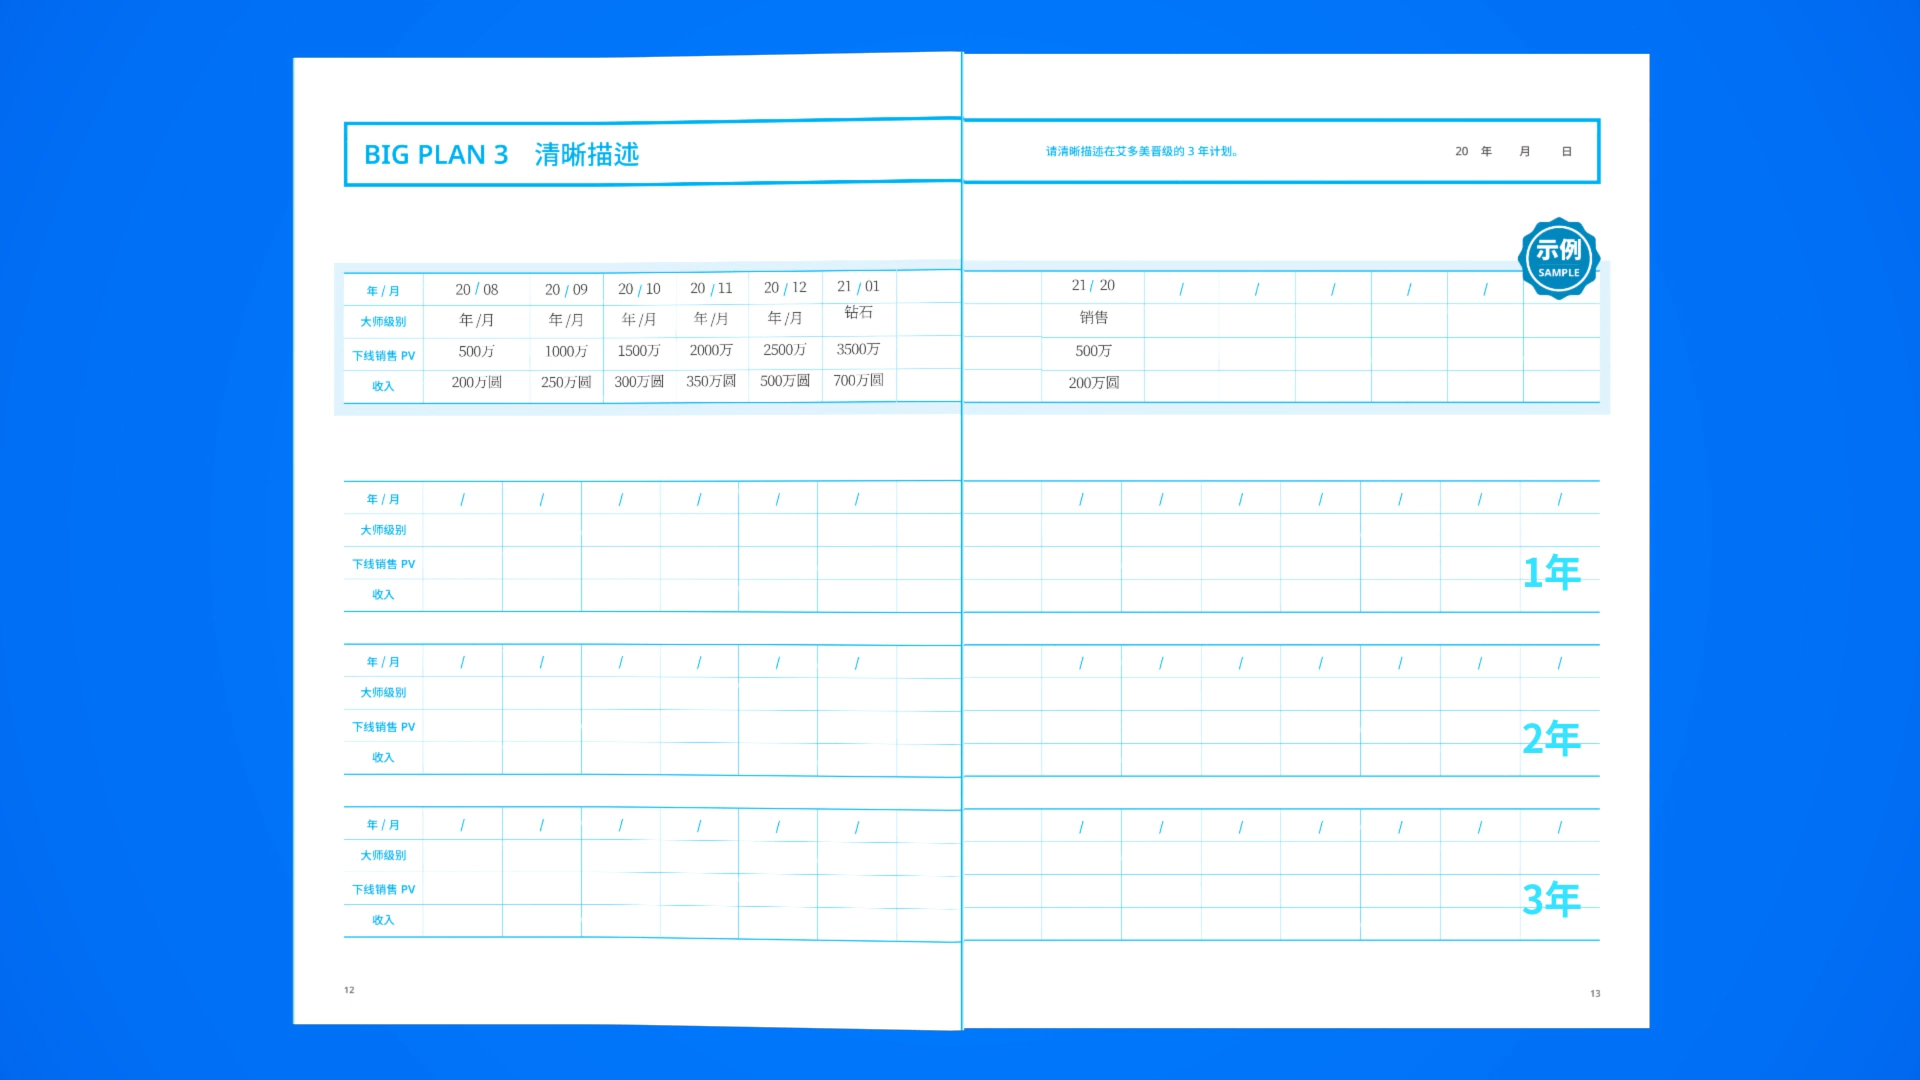 BIG PLAN 3 清晰描述
请清晰描述在艾多美晋级的 3 年计划。 20 年 月 日
示例
SAMPLE
年 / 月 20 / 08 20 / 09 20 / 10 20 / 11 20 / 12 21 / 01 21 / 20 / / / / /
大师级别 年 /月 年 /月 年 /月 年 /月 年 /月 钻石 销售
下线销售 PV 500万 1000万 1500万 2000万 2500万 3500万 500万
收入 200万圆 250万圆 300万圆 350万圆 500万圆 700万圆 200万圆
年 / 月 / / / / / / / / / / / / /
大师级别
下线销售 PV
1年
收入
年 / 月 / / / / / / / / / / / / /
大师级别
下线销售 PV
2年
收入
年 / 月 / / / / / / / / / / / / /
大师级别
下线销售 PV
3年
收入
12
13